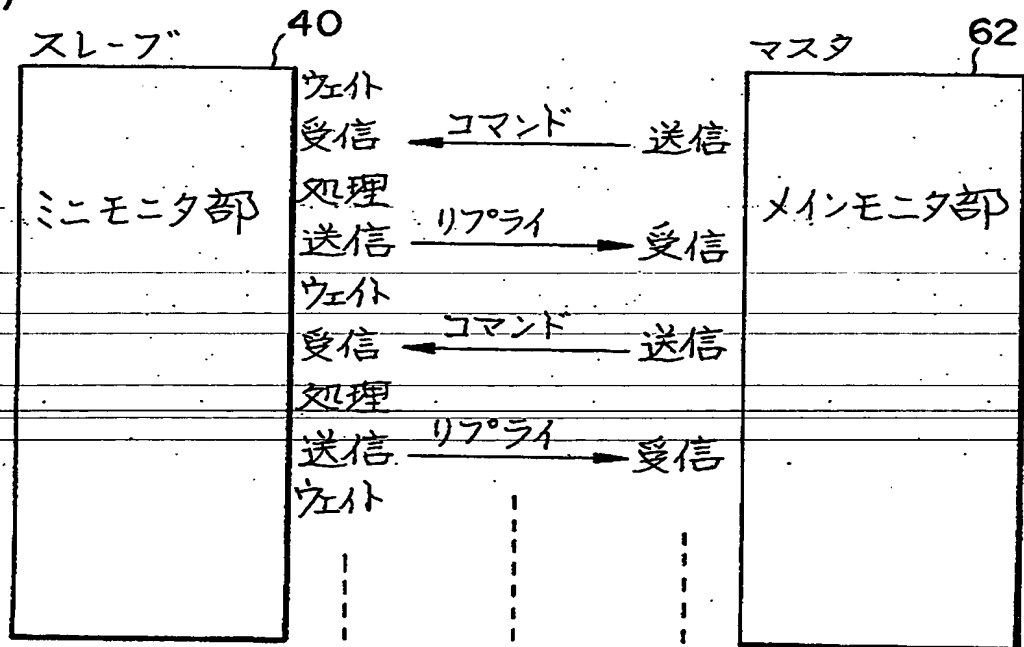 スレーブ 40 マスタ 62
ウェイト
受信 コマンド 送信
ミニモニタ部 処理 メインモニタ部
送信 リプライ 受信
ウェイト
受信 コマンド 送信
処理
送信 リプライ 受信
ウェイト